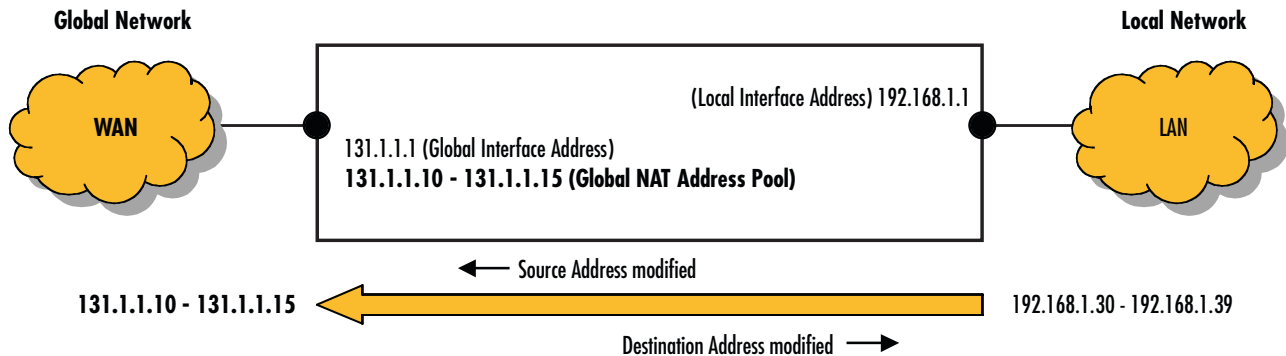 Global Network
Local Network
WAN
LAN
(Local Interface Address) 192.168.1.1
131.1.1.1 (Global Interface Address)
131.1.1.10 - 131.1.1.15 (Global NAT Address Pool)
Source Address modified
131.1.1.10 - 131.1.1.15
192.168.1.30 - 192.168.1.39
Destination Address modified